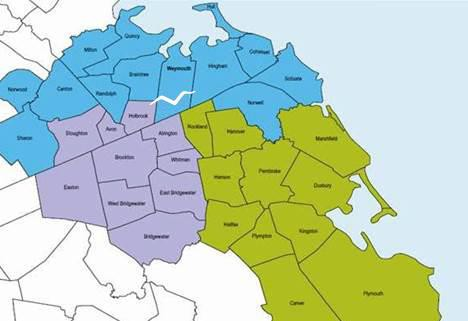 Hull
Quincy
Milton
Cohasset
Weymouth
Hingham
Braintree
Scituate
Norwood
Canton
Randolph
Norwell
Holbrook
Sharon
Stoughton
Avon
Abington
Rockland
Hanover
Marshfield
Brockton
Whitman
Hanson
Pembroke
Duxbury
Easton
West Bridgewater
East Bridgewater
Halifax
Bridgewater
Plympton
Kingston
Carver
Plymouth